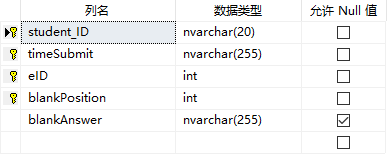 列名 数据类型 允许 Null 值
student_ID nvarchar(20)
timeSubmit nvarchar(255)
eID int
blankPosition int
blankAnswer nvarchar(255)